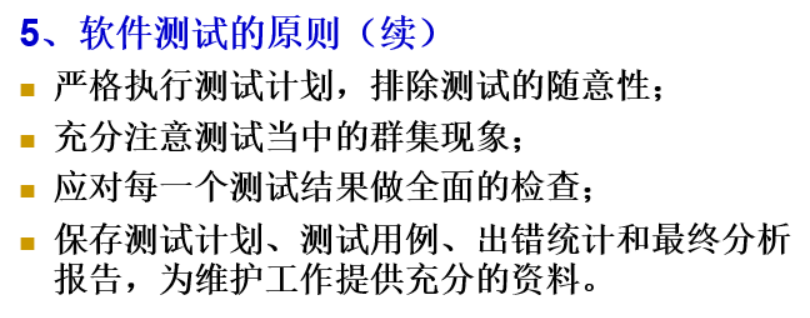 5、软件测试的原则（续）
严格执行测试计划，排除测试的随意性；
充分注意测试当中的群集现象；
应对每一个测试结果做全面的检查；
保存测试计划、测试用例、出错统计和最终分析
报告，为维护工作提供充分的资料。